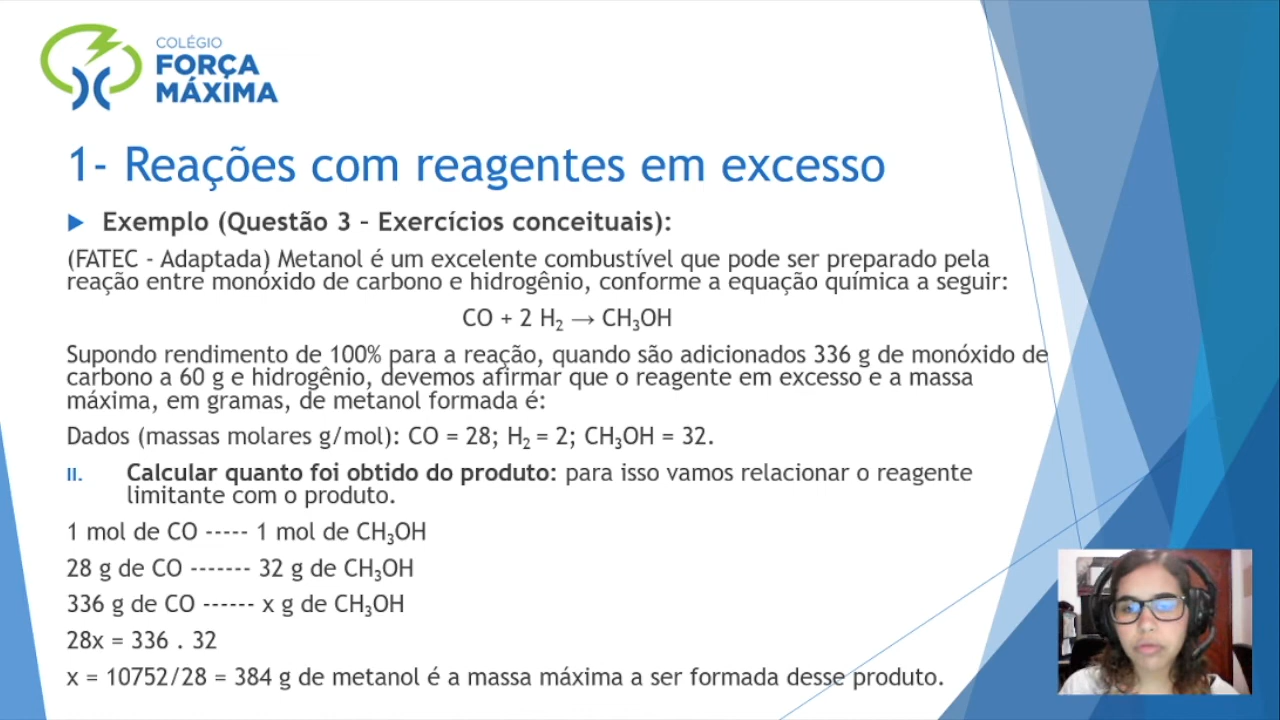 COLÉGIO
FORÇA
MÁXIMA
1- Reações com reagentes em excesso
Exemplo (Questão 3 – Exercícios conceituais):
(FATEC - Adaptada) Metanol é um excelente combustível que pode ser preparado pela
reação entre monóxido de carbono e hidrogênio, conforme a equação química a seguir:
CO + 2 H₂ → CH₃OH
Supondo rendimento de 100% para a reação, quando são adicionados 336 g de monóxido de
carbono a 60 g e hidrogênio, devemos afirmar que o reagente em excesso e a massa
máxima, em gramas, de metanol formada é:
Dados (massas molares g/mol): CO = 28; H₂ = 2; CH₃OH = 32.
II. Calcular quanto foi obtido do produto: para isso vamos relacionar o reagente
limitante com o produto.
1 mol de CO ----- 1 mol de CH₃OH
28 g de CO ------- 32 g de CH₃OH
336 g de CO ------ x g de CH₃OH
28x = 336 . 32
x = 10752/28 = 384 g de metanol é a massa máxima a ser formada desse produto.